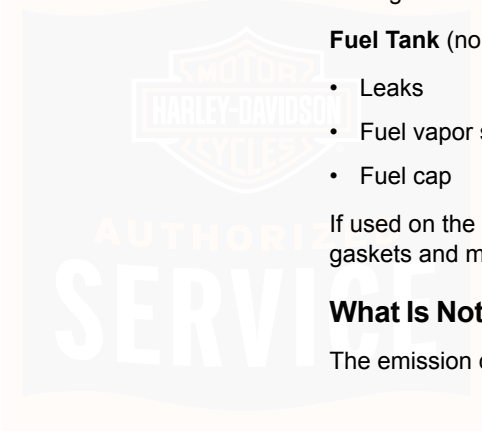 Fuel Tank (no
• Leaks
• Fuel vapor s
• Fuel cap
If used on the
gaskets and m
What Is Not
The emission c
MOTOR
HARLEY-DAVIDSON
CYCLES
AUTHORIZE
SERVICE